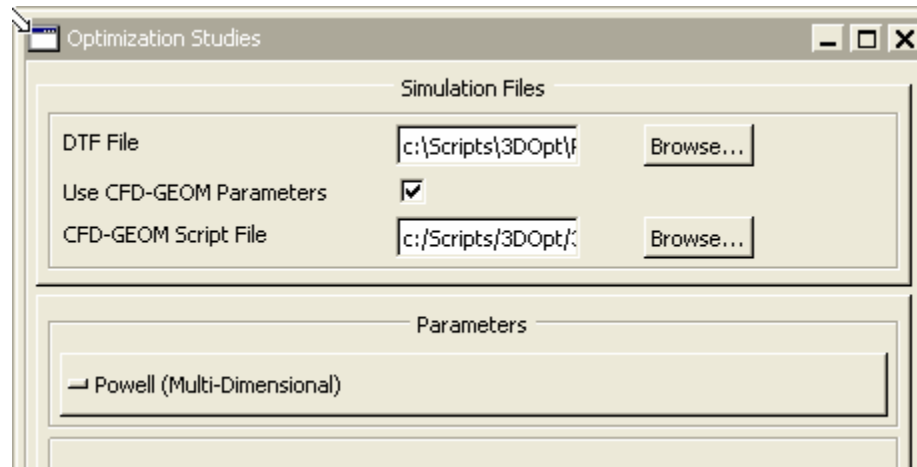 Optimization Studies
Simulation Files
DTF File c:\Scripts\3DOpt\ Browse...
Use CFD-GEOM Parameters
CFD-GEOM Script File c:/Scripts/3DOpt/ Browse...
Parameters
Powell (Multi-Dimensional)